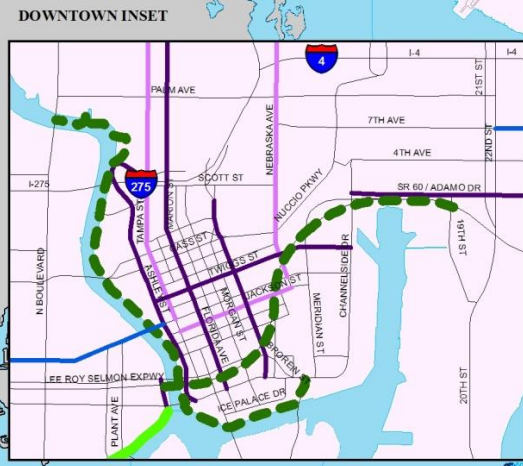 DOWNTOWN INSET
4
I-4
I-4
21ST ST
PALM AVE
NEBRASKA AVE
7TH AVE
22ND ST
4TH AVE
I-275
275
SCOTT ST
MARION ST
TAMPA ST
NUCCIO PKWY
SR 60 / ADAMO DR
CASS ST
19TH ST
N BOULEVARD
TWIGGS ST
CHANNELSIDE DR
ASHLEY ST
JACKSON ST
MERIDIAN ST
MORGAN ST
FLORIDA AVE
BROREIN ST
LEE ROY SELMON EXPWY
ICE PALACE DR
PLANT AVE
20TH ST